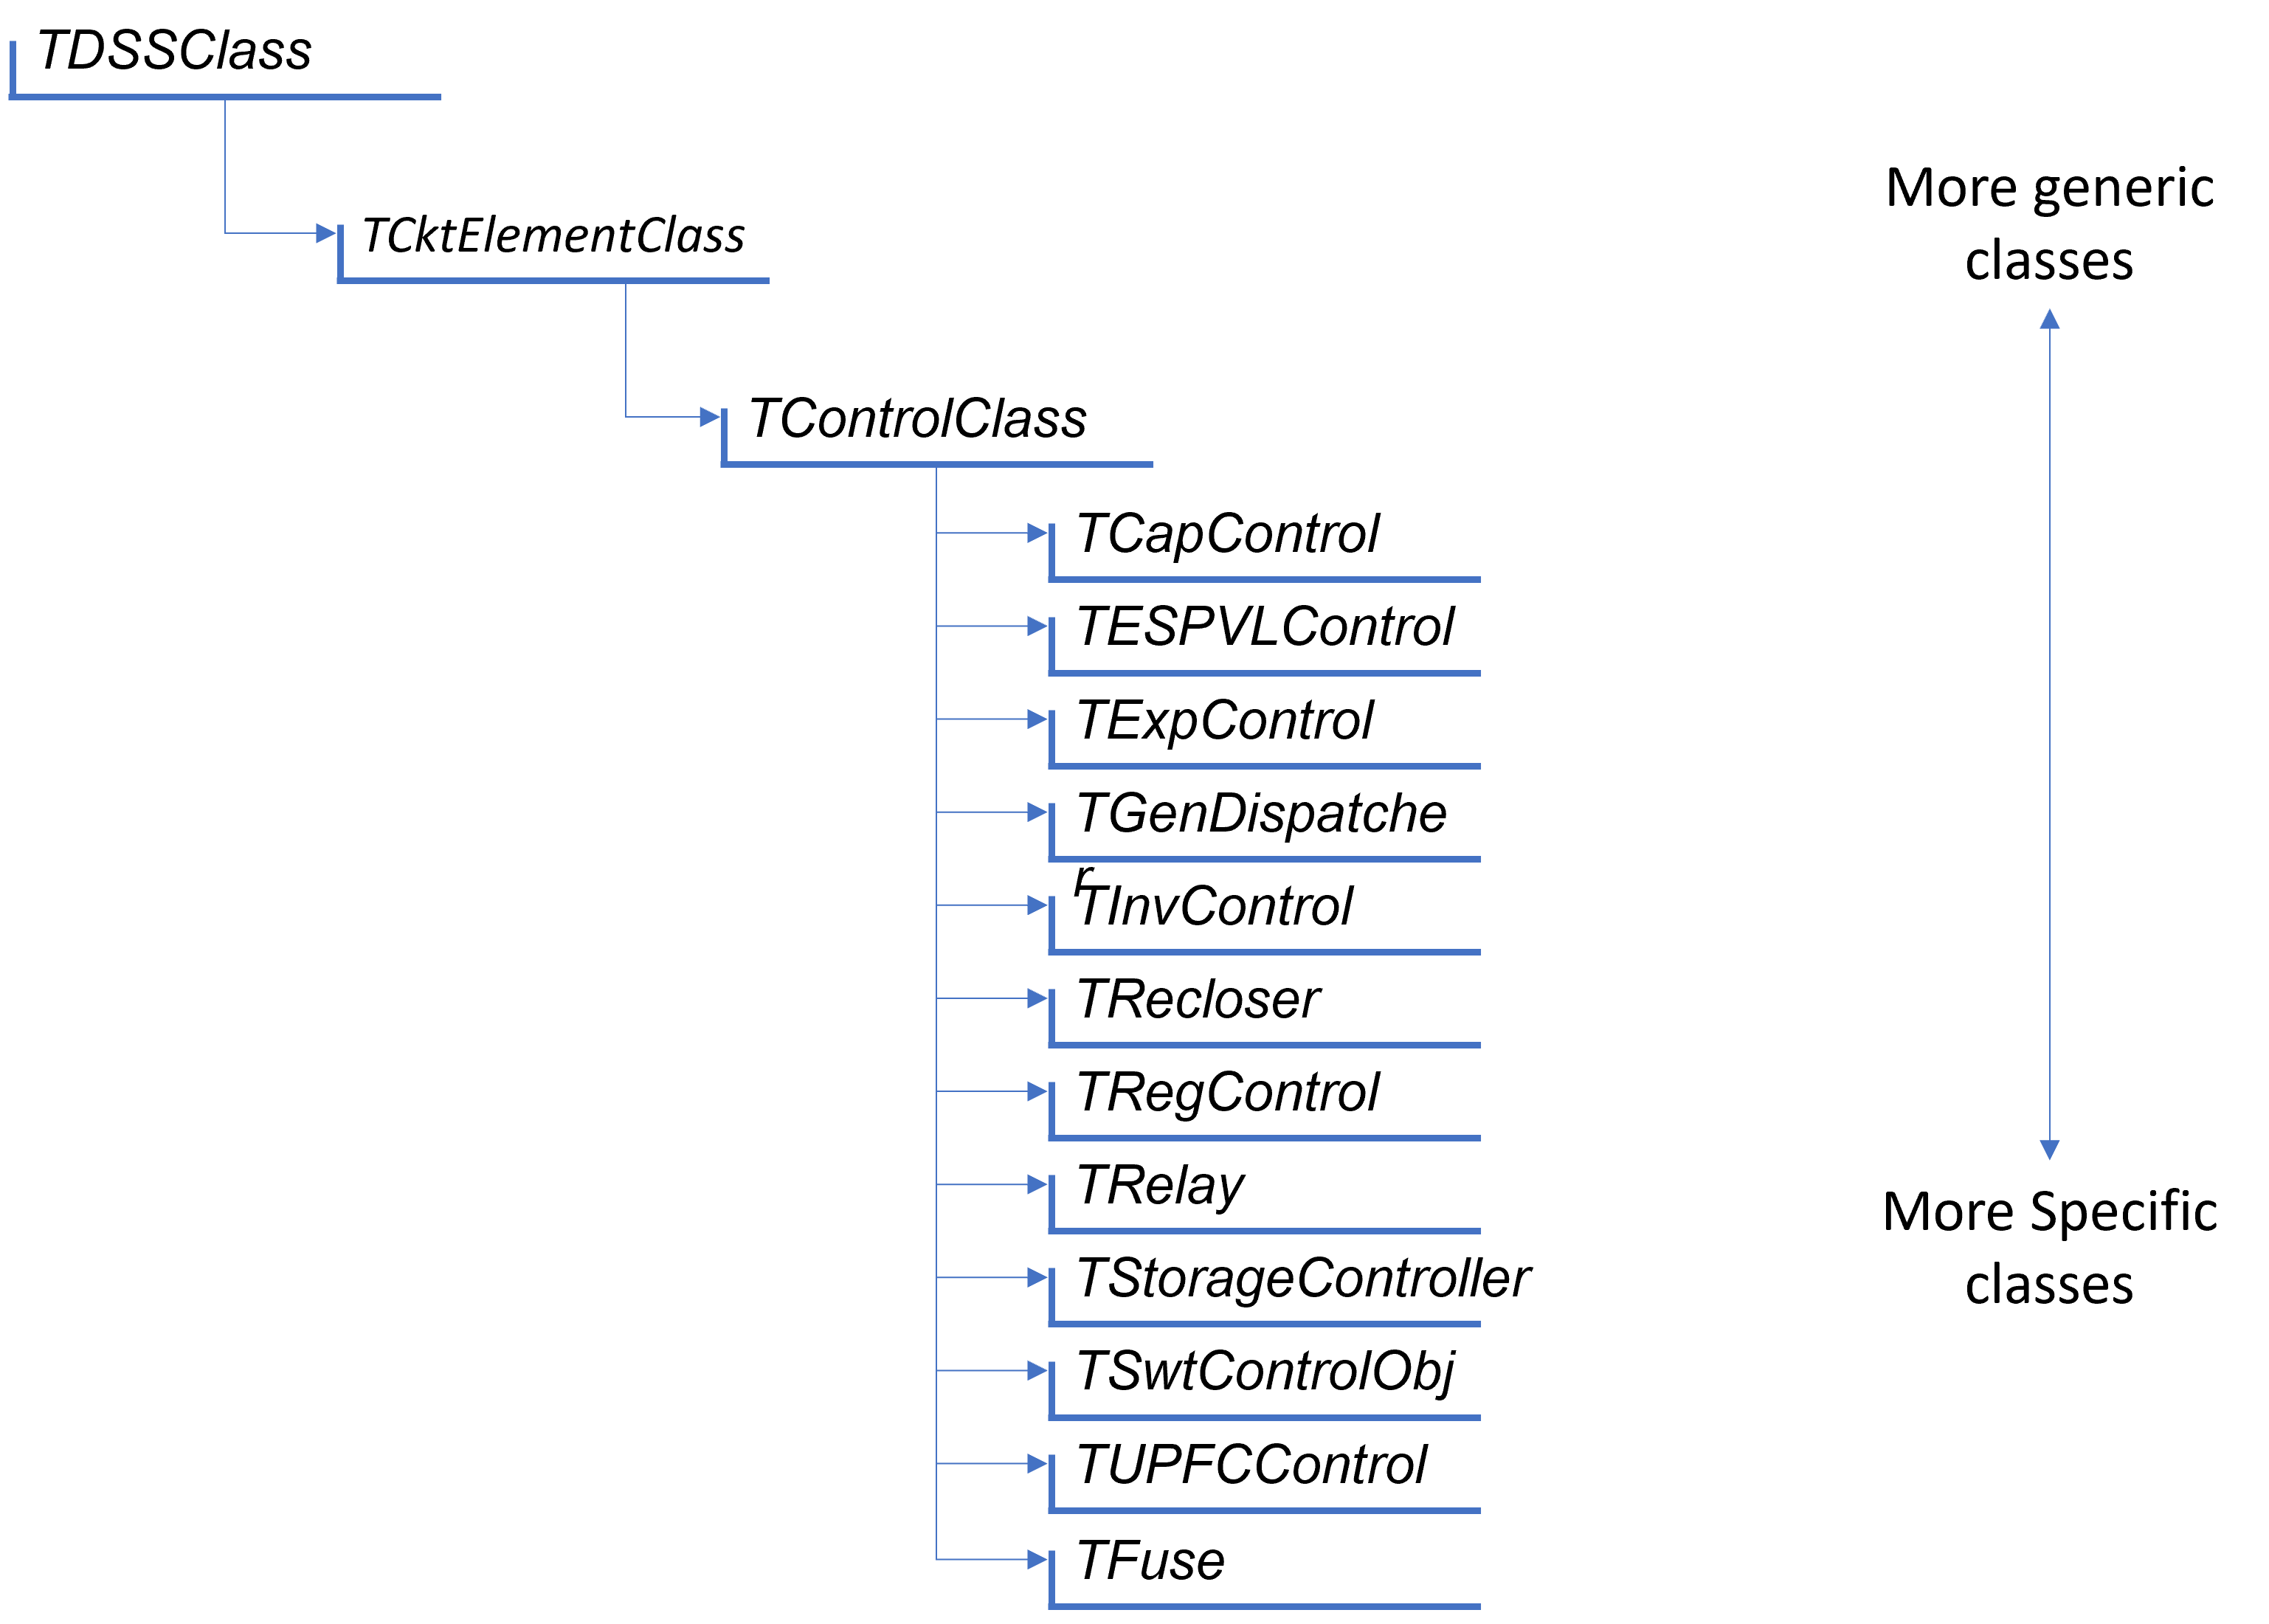 TDSSClass
TCktElementClass
TControlClass
TCapControl
TESPVLControl
TExpControl
TGenDispatche
r
TInvControl
TRecloser
TRegControl
TRelay
TStorageController
TSwtControlObj
TUPFCControl
TFuse
More generic
classes
More Specific
classes